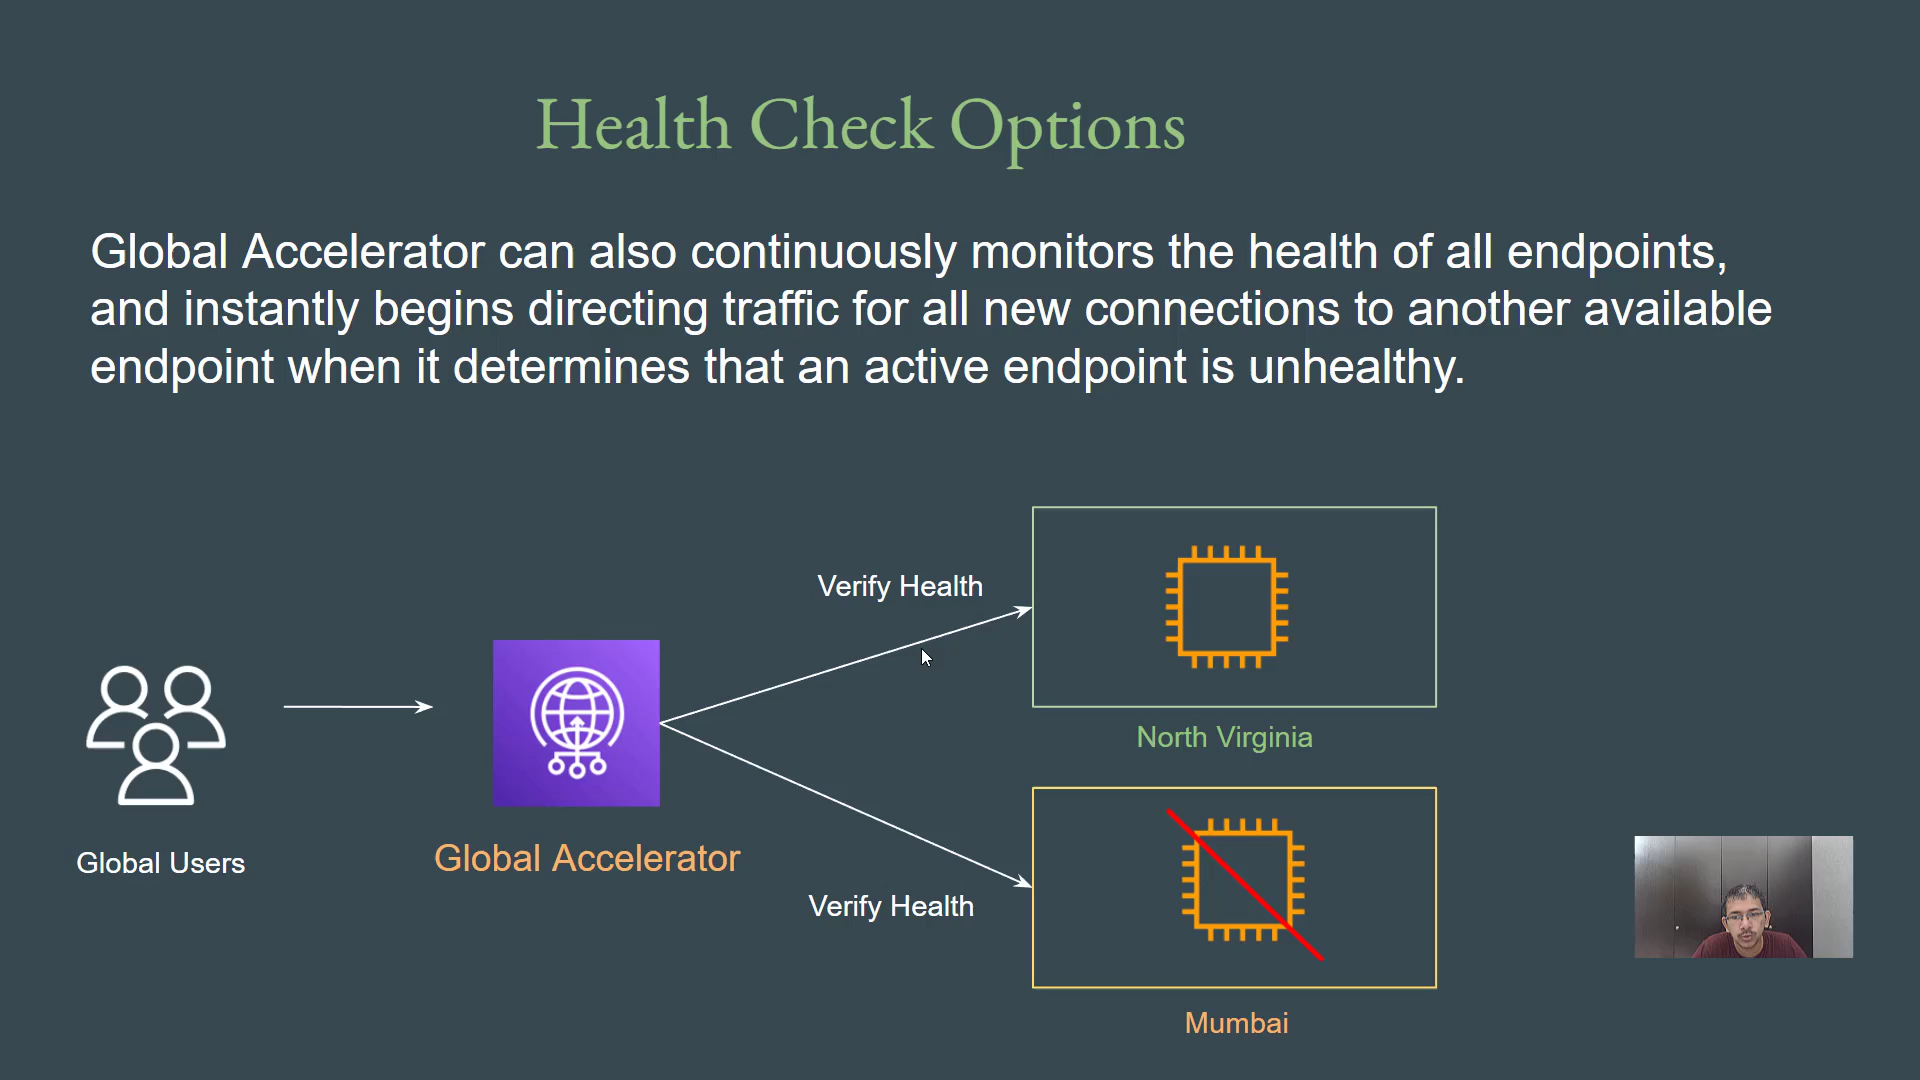 Health Check Options
Global Accelerator can also continuously monitors the health of all endpoints,
and instantly begins directing traffic for all new connections to another available
endpoint when it determines that an active endpoint is unhealthy.
Verify Health
North Virginia
Global Users
Global Accelerator
Verify Health
Mumbai